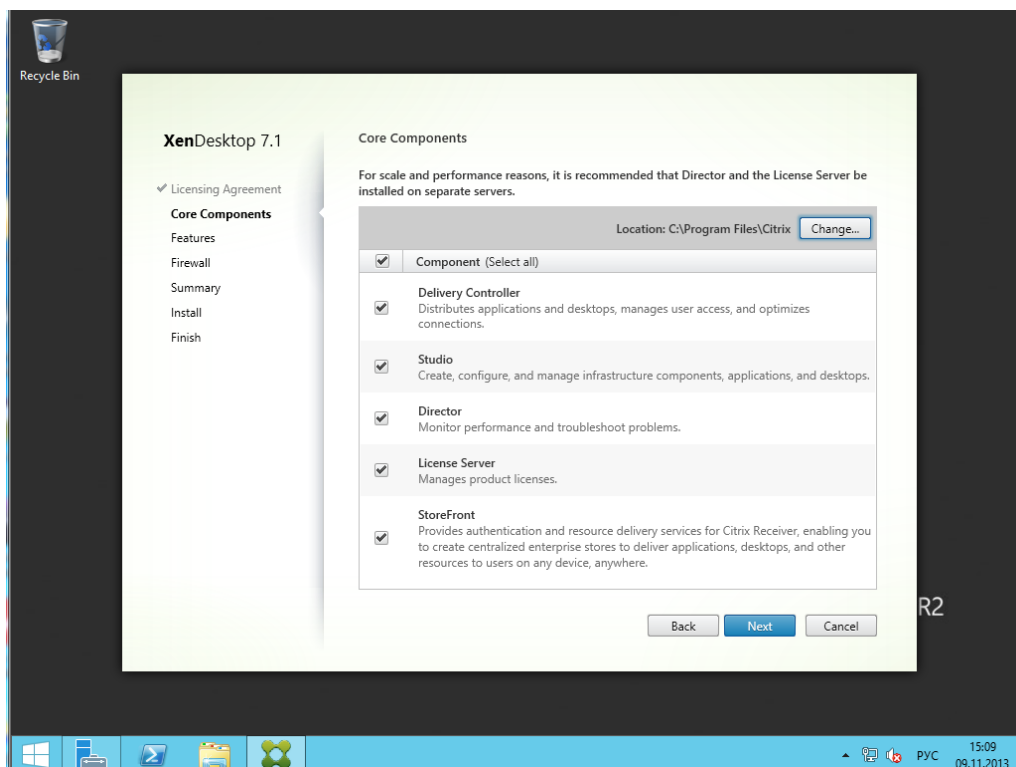 Recycle Bin
XenDesktop 7.1
Licensing Agreement
Core Components
Features
Firewall
Summary
Install
Finish
Core Components
For scale and performance reasons, it is recommended that Director and the License Server be
installed on separate servers.
Location: C:\Program Files\Citrix
Change...
Component (Select all)
Delivery Controller
Distributes applications and desktops, manages user access, and optimizes
connections.
Studio
Create, configure, and manage infrastructure components, applications, and desktops.
Director
Monitor performance and troubleshoot problems.
License Server
Manages product licenses.
StoreFront
Provides authentication and resource delivery services for Citrix Receiver, enabling you
to create centralized enterprise stores to deliver applications, desktops, and other
resources to users on any device, anywhere.
Back
Next
Cancel
R2
РУС
15:09
09.11.2013